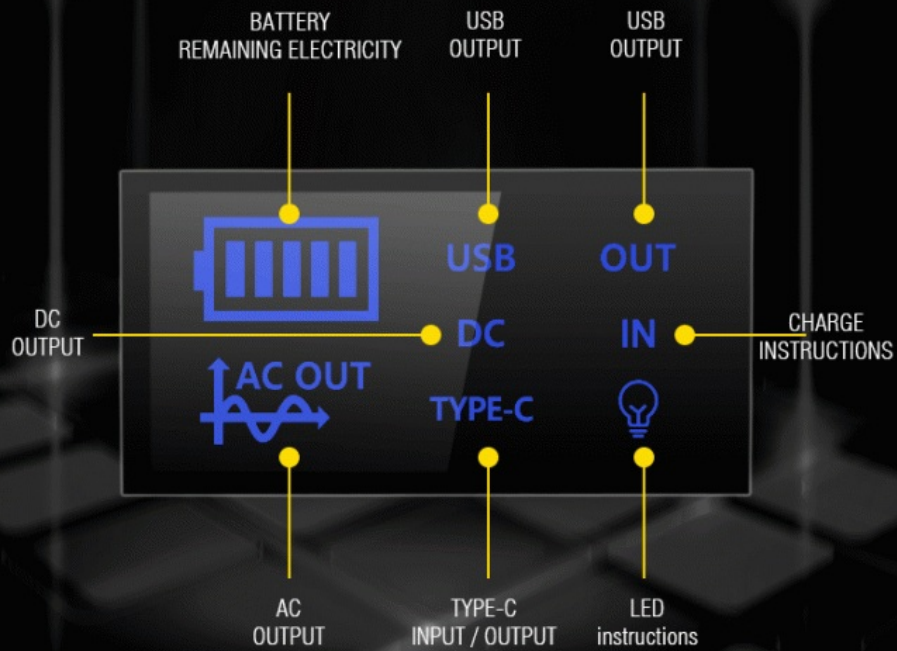 BATTERY
REMAINING ELECTRICITY
USB
OUTPUT
USB
OUTPUT
USB
OUT
DC
OUTPUT
DC
IN
CHARGE
INSTRUCTIONS
AC OUT
TYPE-C
AC
OUTPUT
TYPE-C
INPUT / OUTPUT
LED
instructions